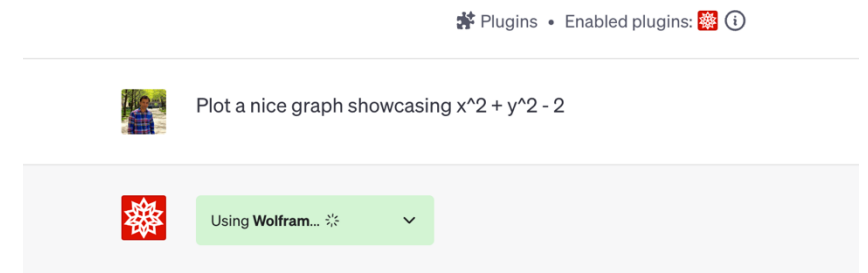 Plugins • Enabled plugins:
Plot a nice graph showcasing x^2 + y^2 - 2
Using Wolfram...